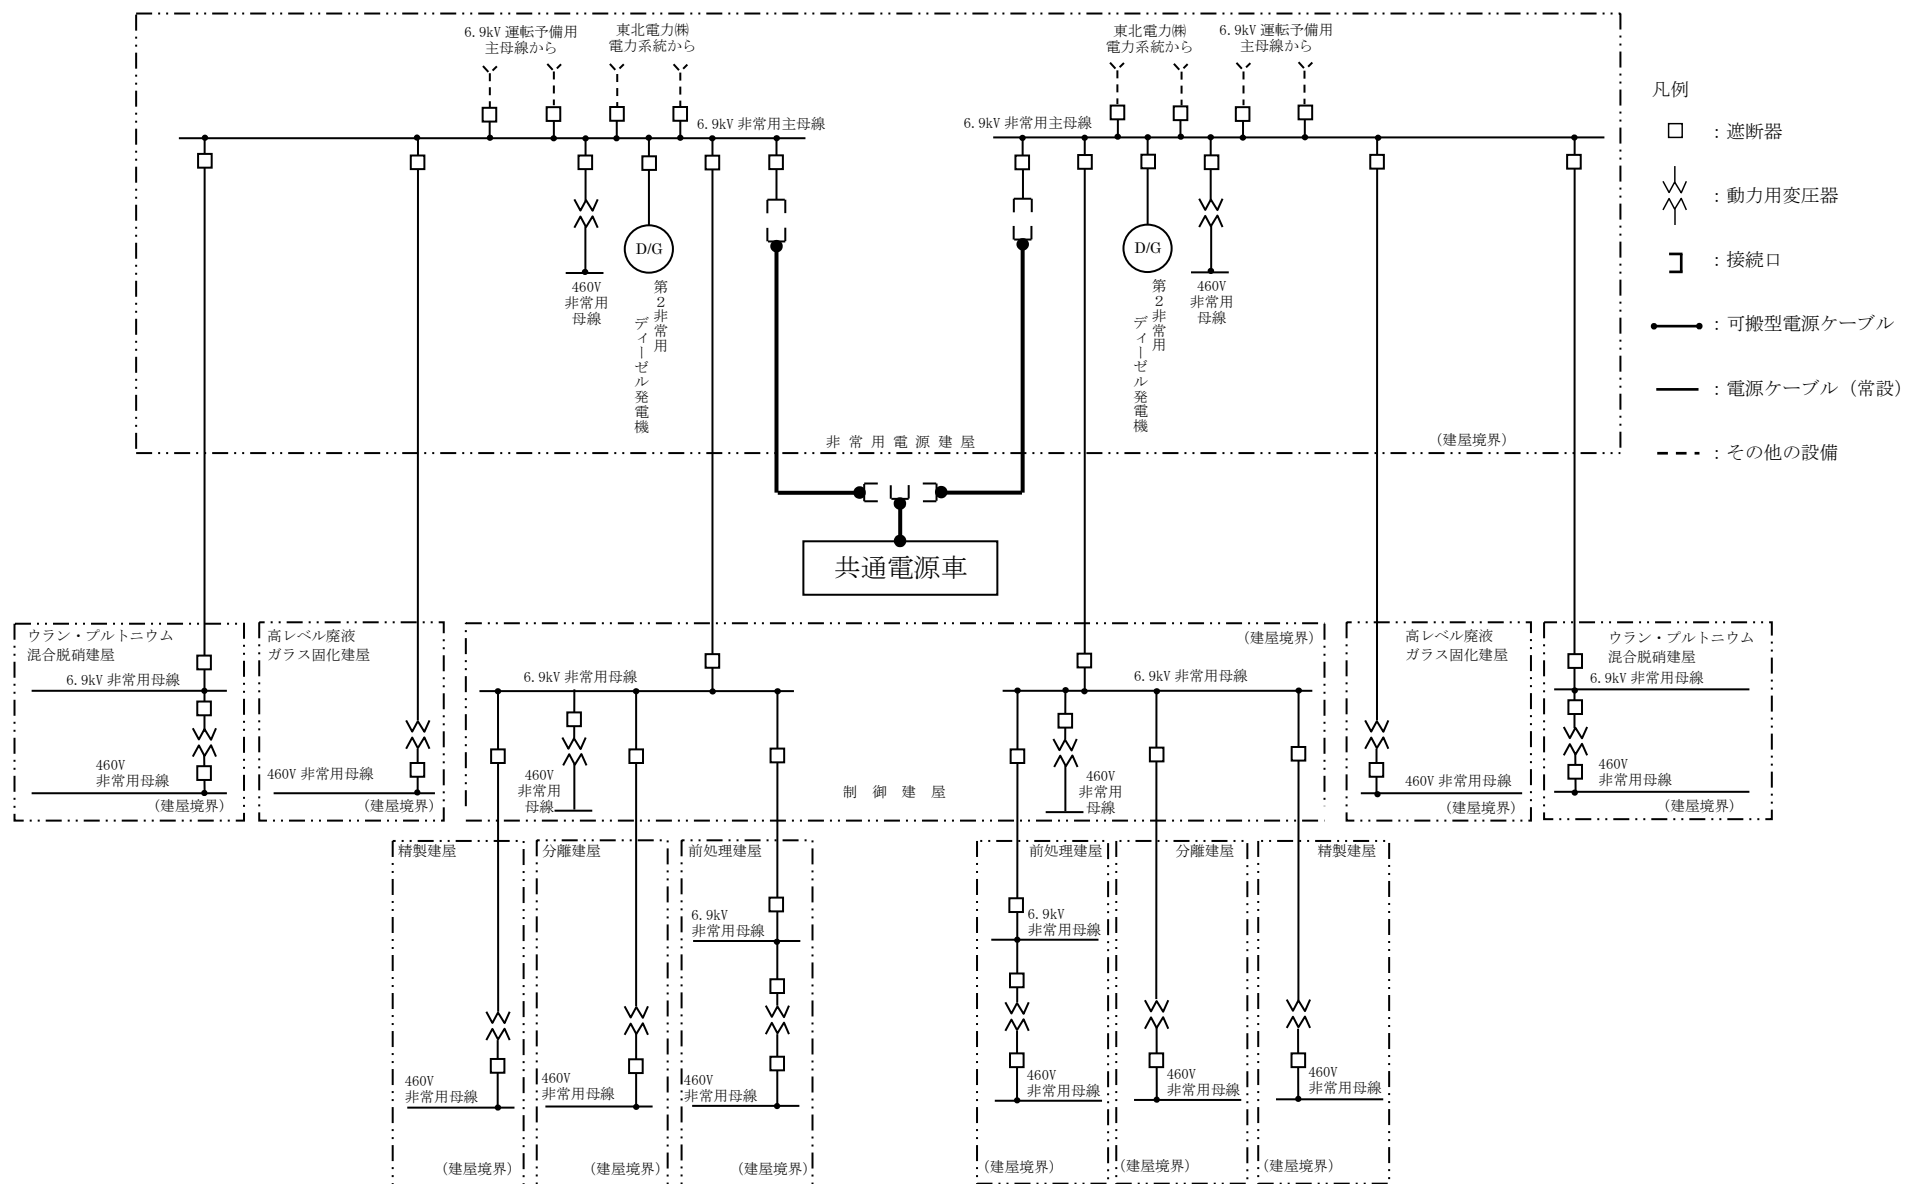 6.9kV 運転予備用
主母線から
東北電力㈱
電力系統から
東北電力㈱
電力系統から
6.9kV 運転予備用
主母線から
6.9kV 非常用主母線
6.9kV 非常用主母線
D/G
D/G
460V
非常用
母線
第2非常用
ディーゼル発電機
第2非常用
ディーゼル発電機
460V
非常用
母線
非常用電源建屋
（建屋境界）
凡例
：遮断器
：動力用変圧器
：接続口
：可搬型電源ケーブル
：電源ケーブル（常設）
：その他の設備
共通電源車
ウラン・プルトニウム
混合脱硝建屋
6.9kV 非常用母線
460V
非常用母線
（建屋境界）
高レベル廃液
ガラス固化建屋
460V 非常用母線
（建屋境界）
6.9kV 非常用母線
460V
非常用
母線
制御建屋
（建屋境界）
6.9kV 非常用母線
460V
非常用
母線
高レベル廃液
ガラス固化建屋
460V 非常用母線
（建屋境界）
ウラン・プルトニウム
混合脱硝建屋
6.9kV 非常用母線
460V
非常用母線
（建屋境界）
精製建屋
460V
非常用母線
（建屋境界）
分離建屋
460V
非常用母線
（建屋境界）
前処理建屋
6.9kV
非常用母線
460V
非常用母線
（建屋境界）
前処理建屋
6.9kV
非常用母線
460V
非常用母線
（建屋境界）
分離建屋
460V
非常用母線
（建屋境界）
精製建屋
460V
非常用母線
（建屋境界）